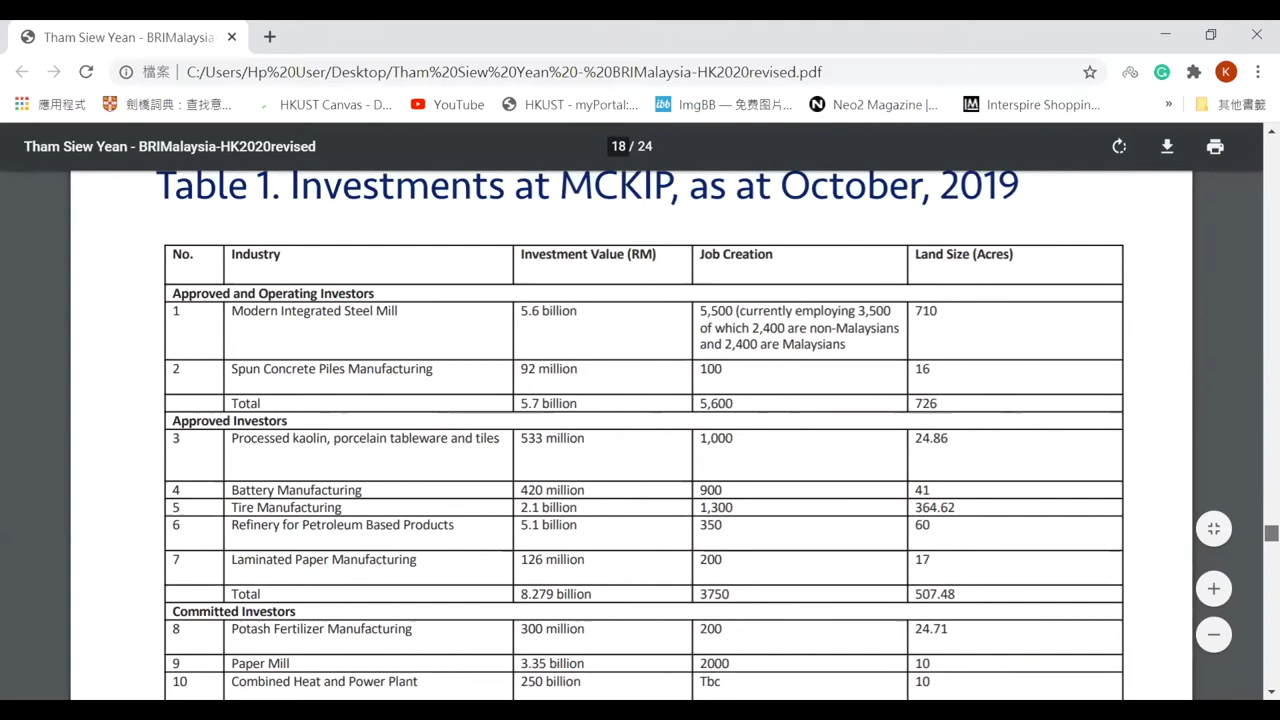 Tham Siew Yean - BRIMalaysia-
檔案 C:/Users/Hp%20User/Desktop/Tham%20Siew%20Yean%20-%20BRIMalaysia-HK2020revised.pdf K
應用程式 劍橋詞典：查找意... HKUST Canvas - D... YouTube HKUST - myPortal:... ibb ImgBB — 免费图片... N Neo2 Magazine |... IM Interspire Shoppin... » 其他書籤
Tham Siew Yean - BRIMalaysia-HK2020revised 18 / 24
Table 1. Investments at MCKIP, as at October, 2019
No. Industry Investment Value (RM) Job Creation Land Size (Acres)
Approved and Operating Investors
1 Modern Integrated Steel Mill 5.6 billion 5,500 (currently employing 3,500 710
of which 2,400 are non-Malaysians
and 2,400 are Malaysians
2 Spun Concrete Piles Manufacturing 92 million 100 16
Total 5.7 billion 5,600 726
Approved Investors
3 Processed kaolin, porcelain tableware and tiles 533 million 1,000 24.86
4 Battery Manufacturing 420 million 900 41
5 Tire Manufacturing 2.1 billion 1,300 364.62
6 Refinery for Petroleum Based Products 5.1 billion 350 60
7 Laminated Paper Manufacturing 126 million 200 17
Total 8.279 billion 3750 507.48
Committed Investors
8 Potash Fertilizer Manufacturing 300 million 200 24.71
9 Paper Mill 3.35 billion 2000 10
10 Combined Heat and Power Plant 250 billion Tbc 10